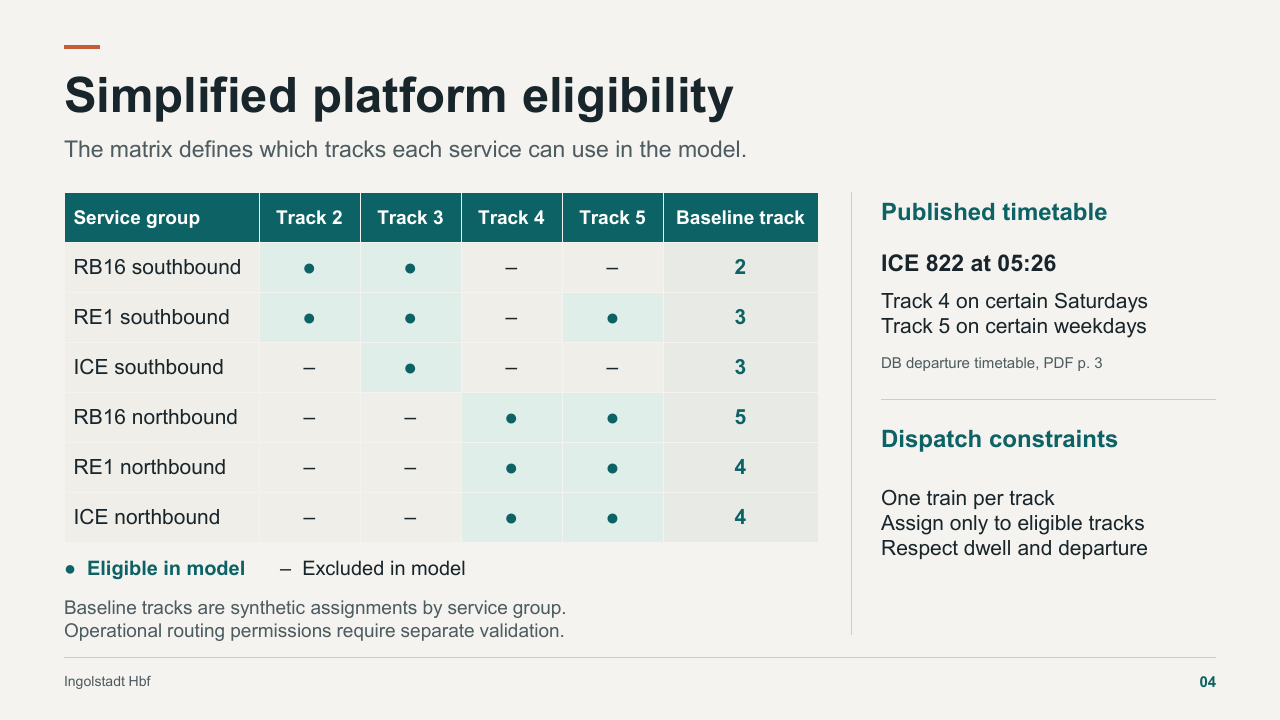 Simplified platform eligibility
The matrix defines which tracks each service can use in the model.
Service group Track 2 Track 3 Track 4 Track 5 Baseline track
RB16 southbound ● ● – – 2
RE1 southbound ● ● – ● 3
ICE southbound – ● – – 3
RB16 northbound – – ● ● 5
RE1 northbound – – ● ● 4
ICE northbound – – ● ● 4
● Eligible in model – Excluded in model
Baseline tracks are synthetic assignments by service group.
Operational routing permissions require separate validation.
Published timetable
ICE 822 at 05:26
Track 4 on certain Saturdays
Track 5 on certain weekdays
DB departure timetable, PDF p. 3
Dispatch constraints
One train per track
Assign only to eligible tracks
Respect dwell and departure
Ingolstadt Hbf
04